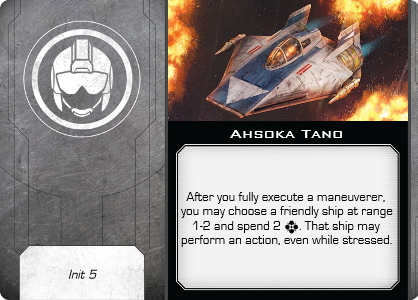 Ahsoka Tano
After you fully execute a maneuverer,
you may choose a friendly ship at range
1-2 and spend 2 . That ship may
perform an action, even while stressed.
Init 5